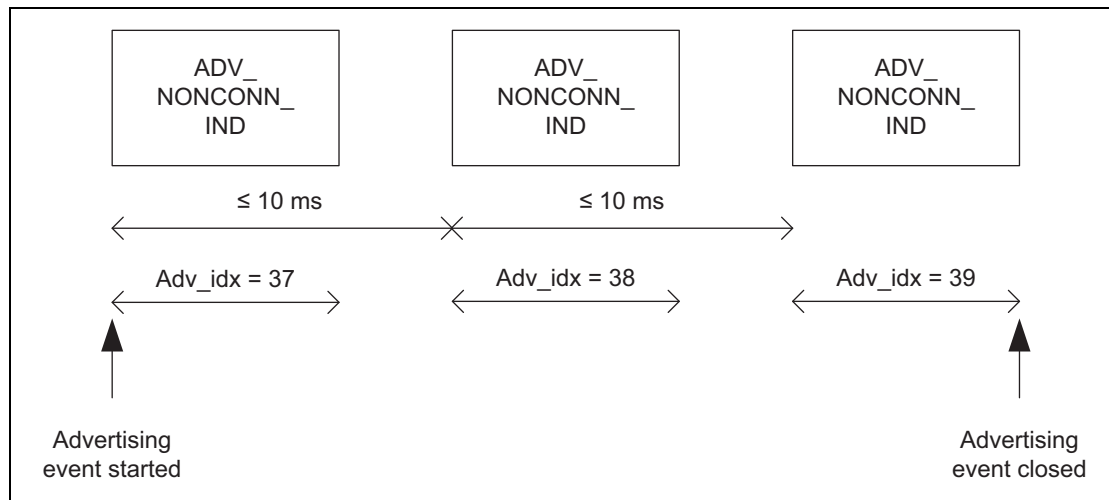 ADV_
NONCONN_
IND
ADV_
NONCONN_
IND
ADV_
NONCONN_
IND
≤ 10 ms
≤ 10 ms
Adv_idx = 37
Adv_idx = 38
Adv_idx = 39
Advertising
event started
Advertising
event closed